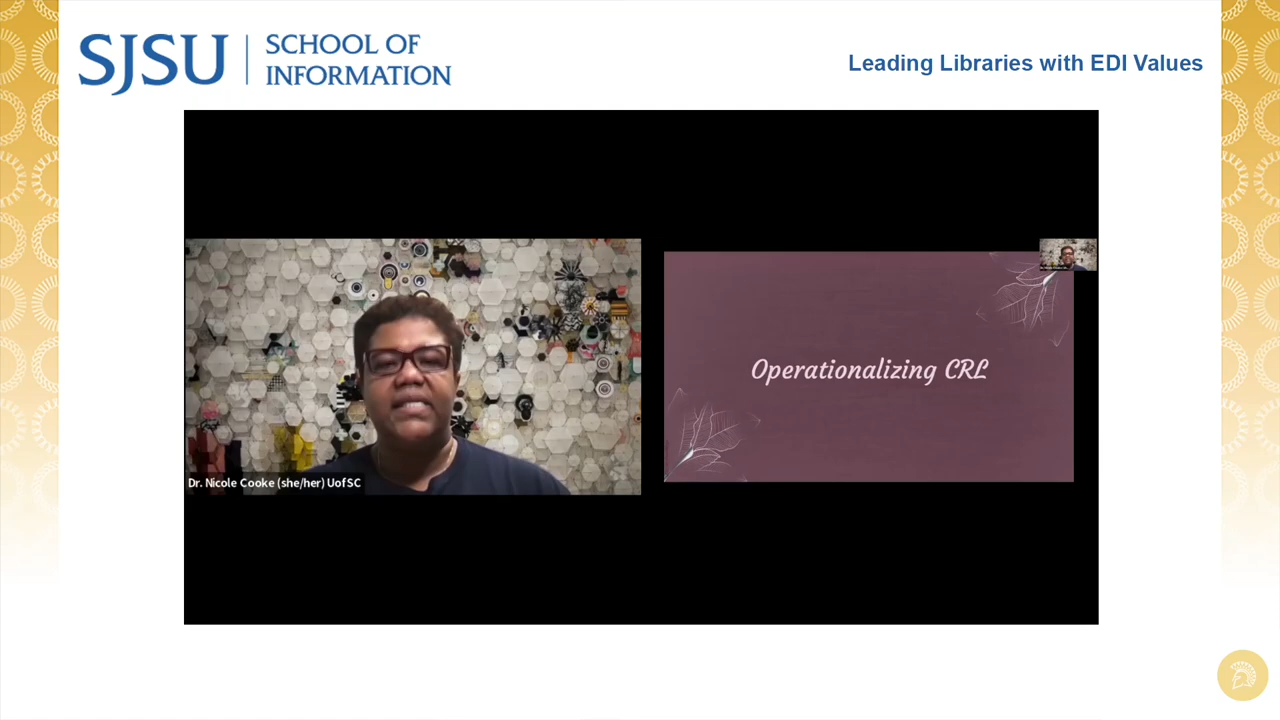 SJSU
SCHOOL OF
INFORMATION
Leading Libraries with EDI Values
Operationalizing CRL
Dr. Nicole Cooke (she/her) UofSC